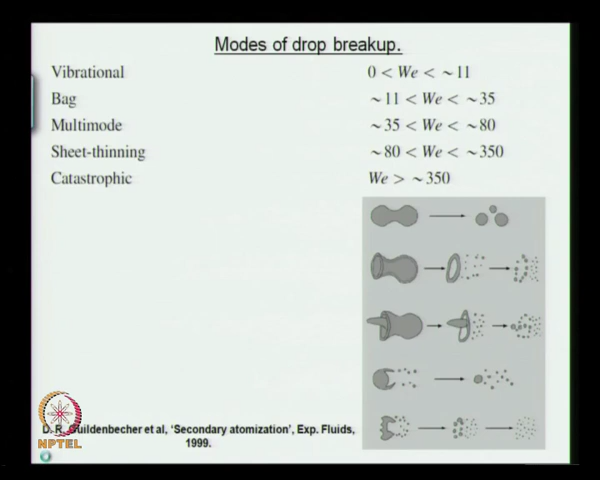 Modes of drop breakup.
Vibrational 0 < We < ~11
Bag ~11 < We < ~35
Multimode ~35 < We < ~80
Sheet-thinning ~80 < We < ~350
Catastrophic We > ~350
D. R. Guildenbecher et al, ‘Secondary atomization’, Exp. Fluids,
1999.
NPTEL